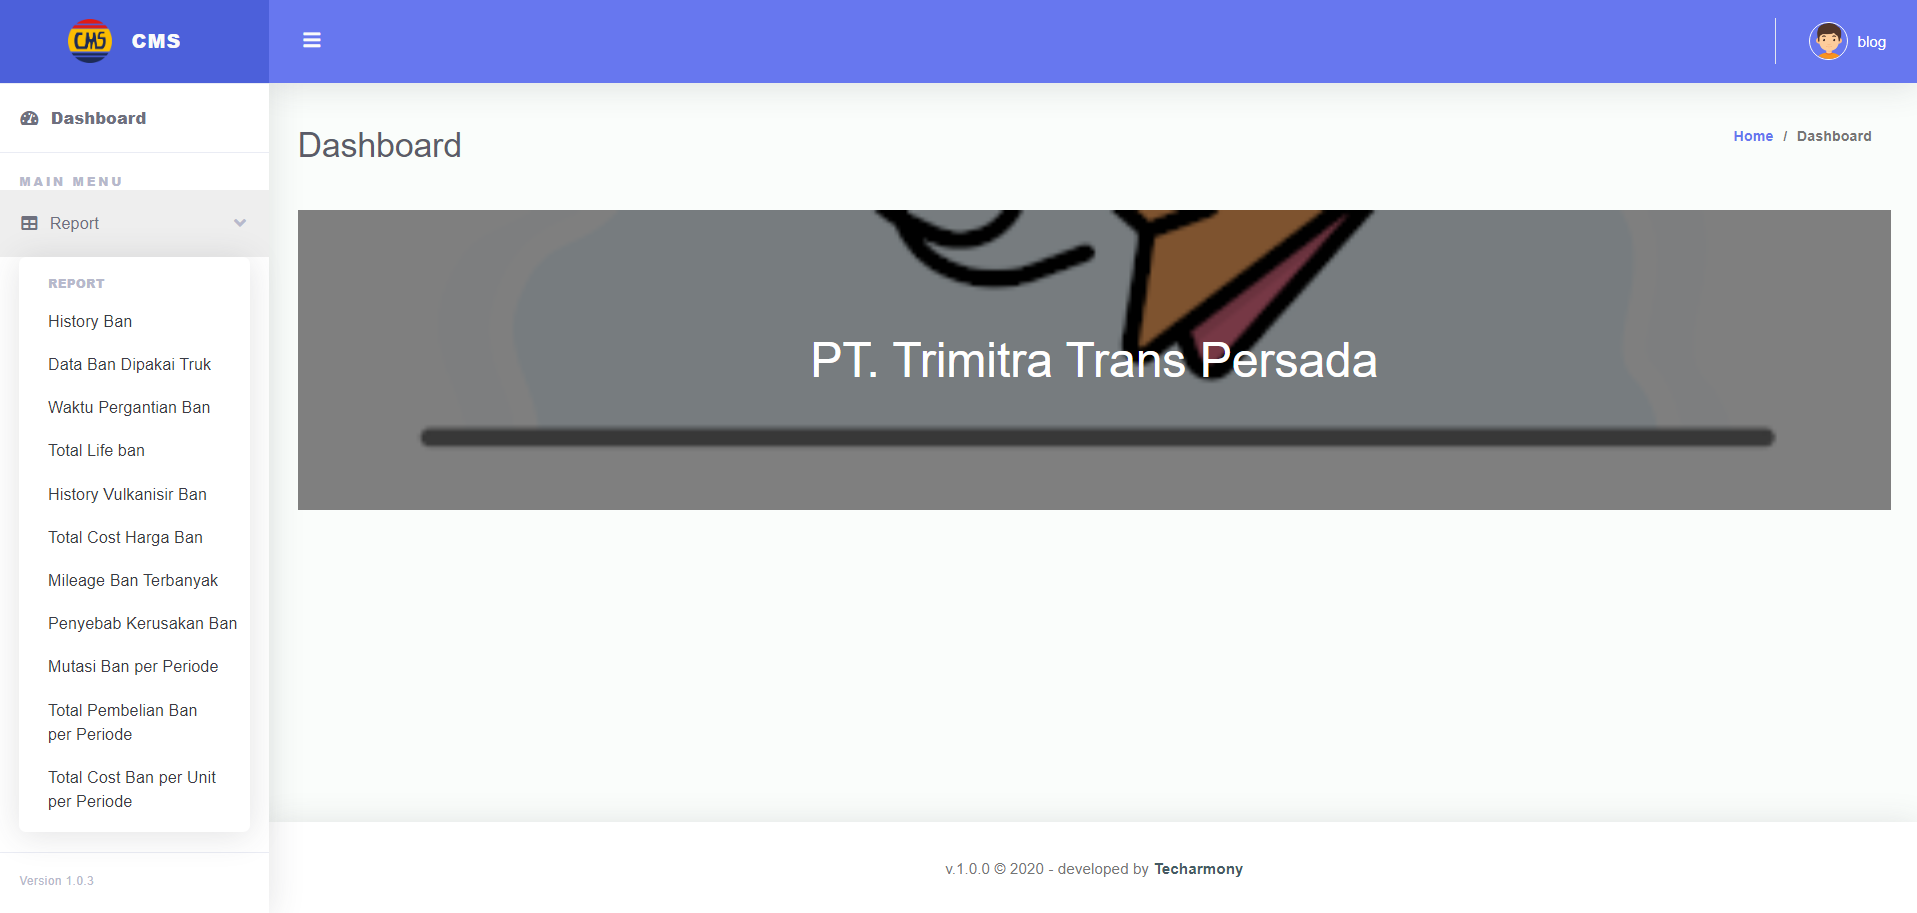 CMS
CMS
blog
Dashboard
MAIN MENU
Report
REPORT
History Ban
Data Ban Dipakai Truk
Waktu Pergantian Ban
Total Life ban
History Vulkanisir Ban
Total Cost Harga Ban
Mileage Ban Terbanyak
Penyebab Kerusakan Ban
Mutasi Ban per Periode
Total Pembelian Ban
per Periode
Total Cost Ban per Unit
per Periode
Version 1.0.3
Dashboard
Home / Dashboard
PT. Trimitra Trans Persada
v.1.0.0 © 2020 - developed by Techarmony